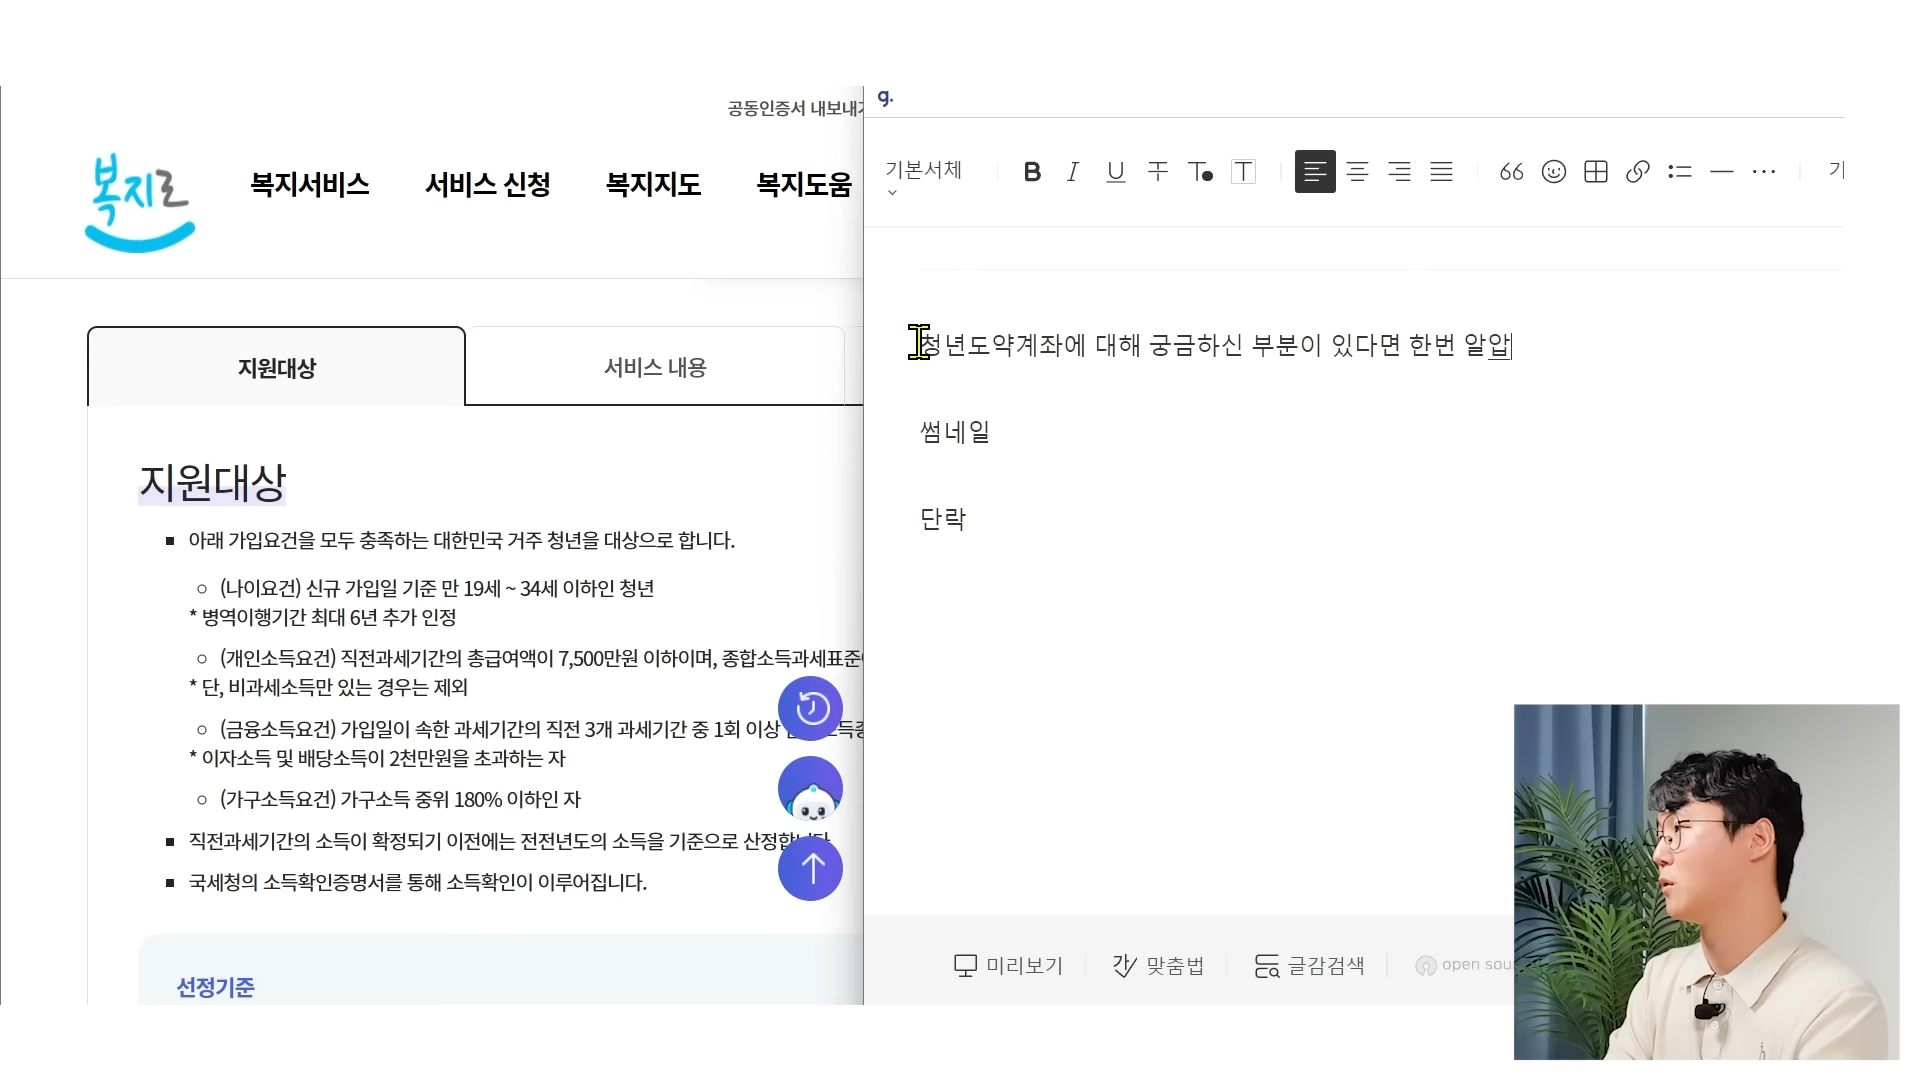 공동인증서 내보내기
복지로
복지서비스
서비스 신청
복지지도
복지도움
지원대상
서비스 내용
지원대상
아래 가입요건을 모두 충족하는 대한민국 거주 청년을 대상으로 합니다.
(나이요건) 신규 가입일 기준 만 19세 ~ 34세 이하인 청년
* 병역이행기간 최대 6년 추가 인정
(개인소득요건) 직전과세기간의 총급여액이 7,500만원 이하이며, 종합소득과세표준
* 단, 비과세소득만 있는 경우는 제외
(금융소득요건) 가입일이 속한 과세기간의 직전 3개 과세기간 중 1회 이상
* 이자소득 및 배당소득이 2천만원을 초과하는 자
(가구소득요건) 가구소득 중위 180% 이하인 자
직전과세기간의 소득이 확정되기 이전에는 전전년도의 소득을 기준으로 산정합니다.
국세청의 소득확인증명서를 통해 소득확인이 이루어집니다.
선정기준
g.
기본서체
청년도약계좌에 대해 궁금하신 부분이 있다면 한번 알압
썸네일
단락
미리보기
맞춤법
글감검색
open sou